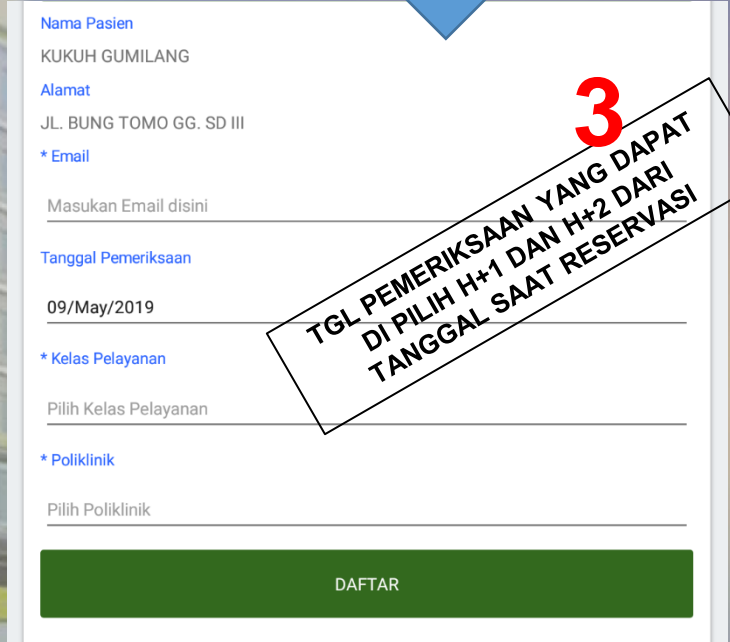 Nama Pasien
KUKUH GUMILANG
Alamat
JL. BUNG TOMO GG. SD III
* Email
Masukan Email disini
Tanggal Pemeriksaan
09/May/2019
* Kelas Pelayanan
Pilih Kelas Pelayanan
* Poliklinik
Pilih Poliklinik
DAFTAR
3
TGL PEMERIKSAAN YANG DAPAT
DI PILIH H+1 DAN H+2 DARI
TANGGAL SAAT RESERVASI